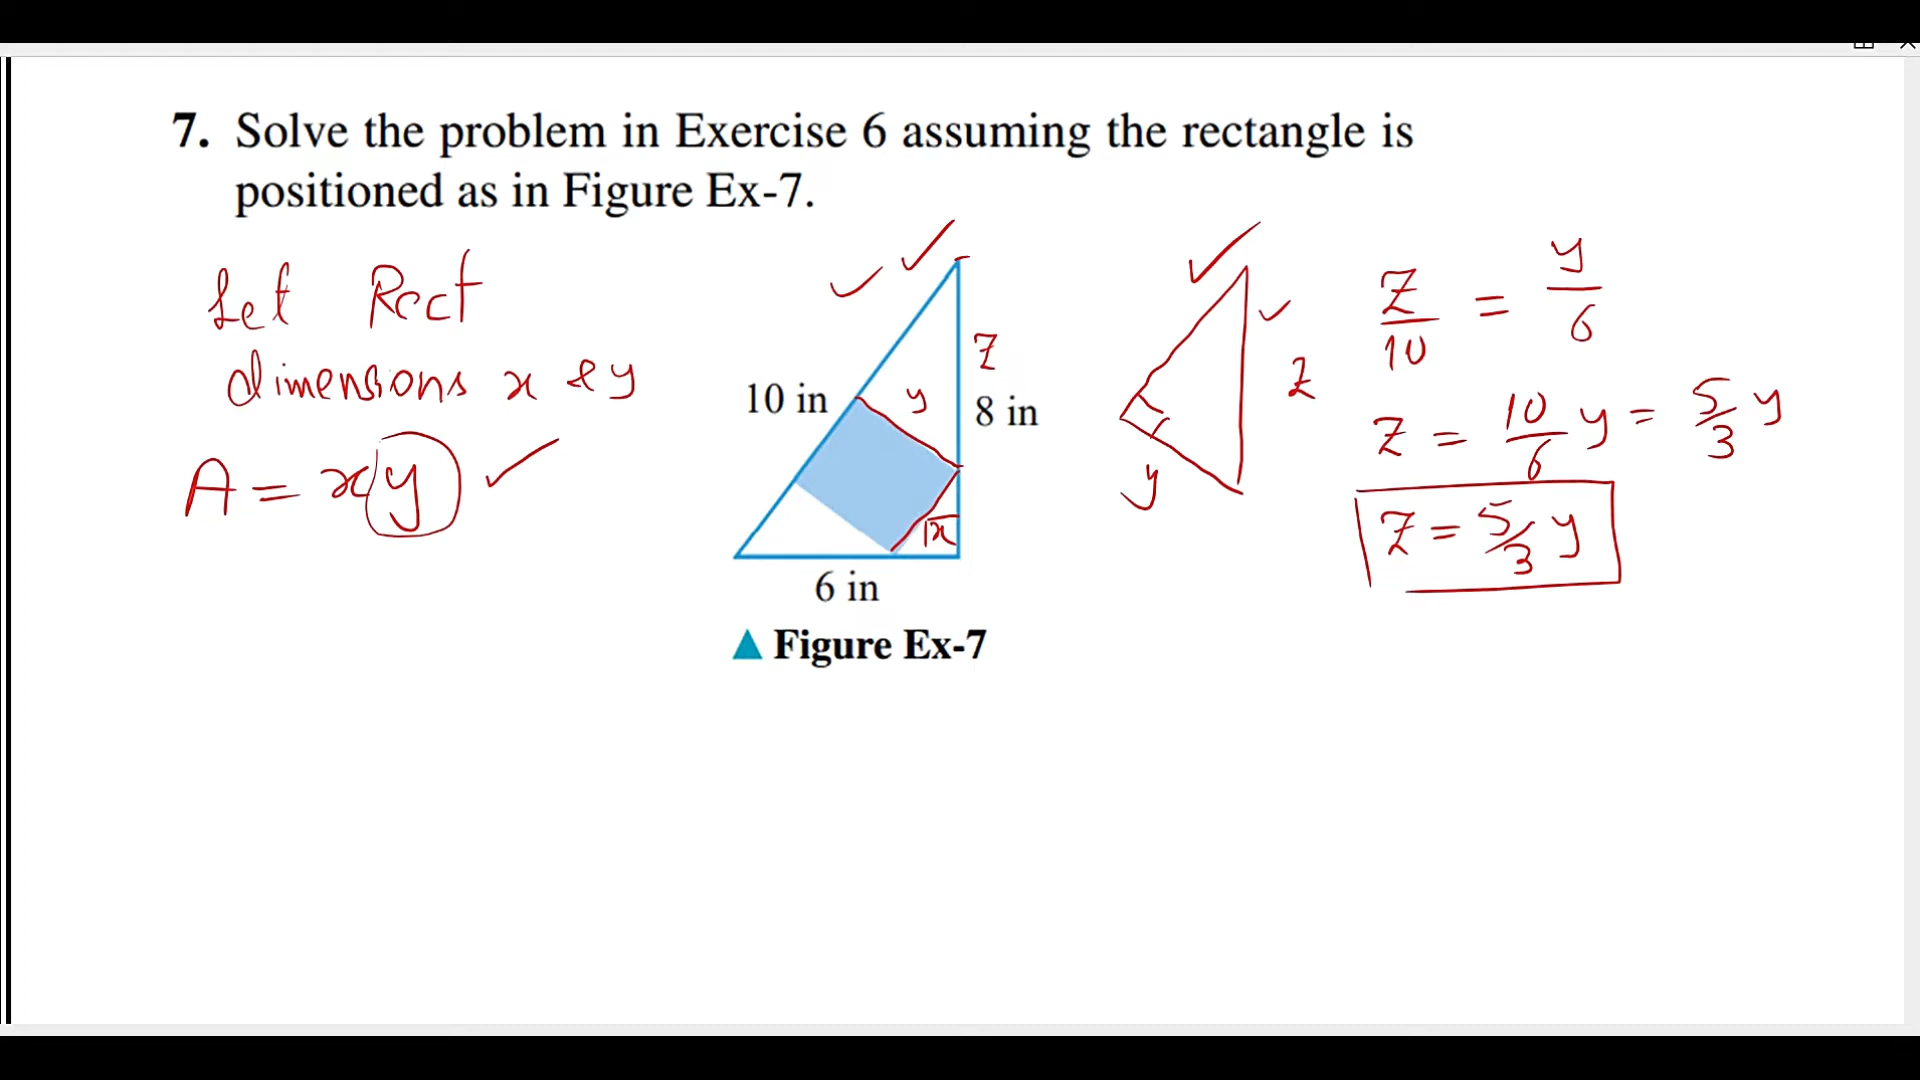 7. Solve the problem in Exercise 6 assuming the rectangle is
positioned as in Figure Ex-7.
Let Rect
dimensions x & y
A = xy
10 in
y
z
8 in
x
6 in
▲ Figure Ex-7
z
y
z/10 = y/6
z = 10/6 y = 5/3 y
z = 5/3 y